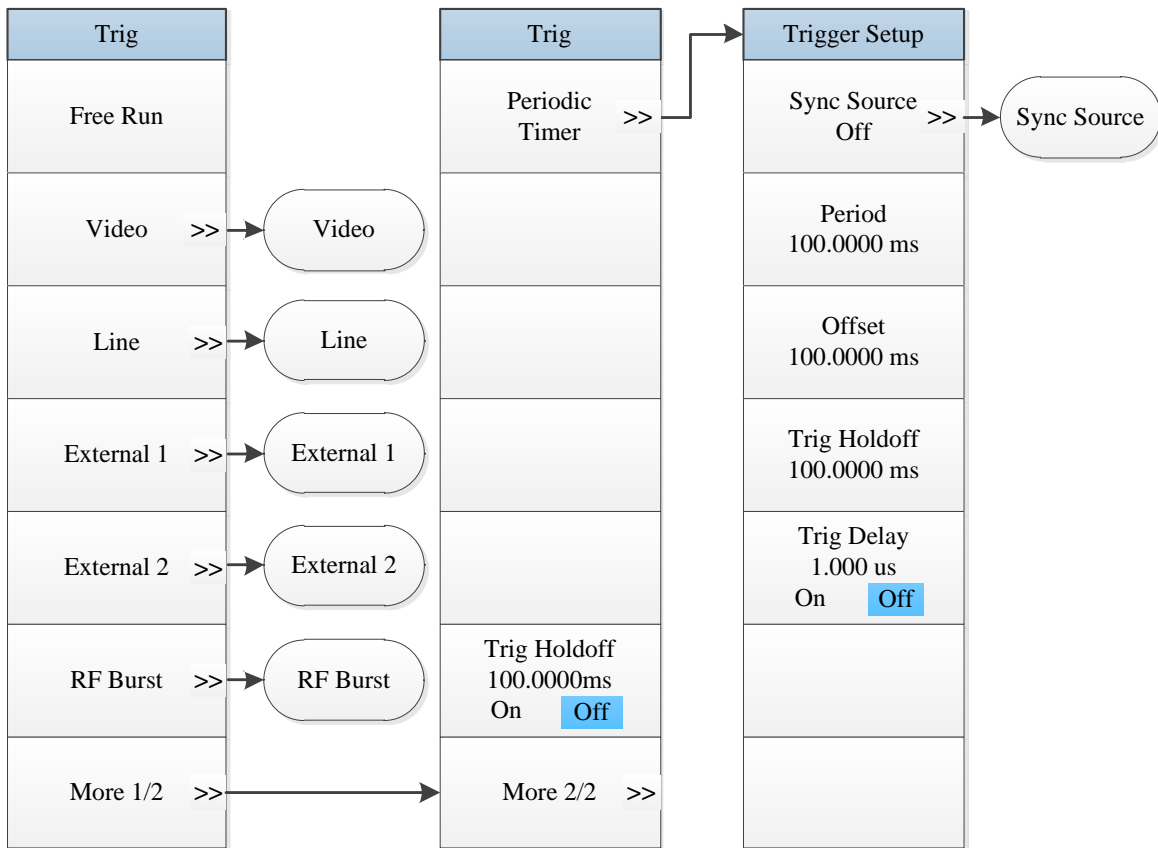 Trig
Free Run
Video >>
Video
Line >>
Line
External 1 >>
External 1
External 2 >>
External 2
RF Burst >>
RF Burst
More 1/2 >>
Trig
Periodic
Timer
>>
Trig Holdoff
100.0000ms
On Off
More 2/2 >>
Trigger Setup
Sync Source
Off
>>
Sync Source
Period
100.0000 ms
Offset
100.0000 ms
Trig Holdoff
100.0000 ms
Trig Delay
1.000 us
On Off